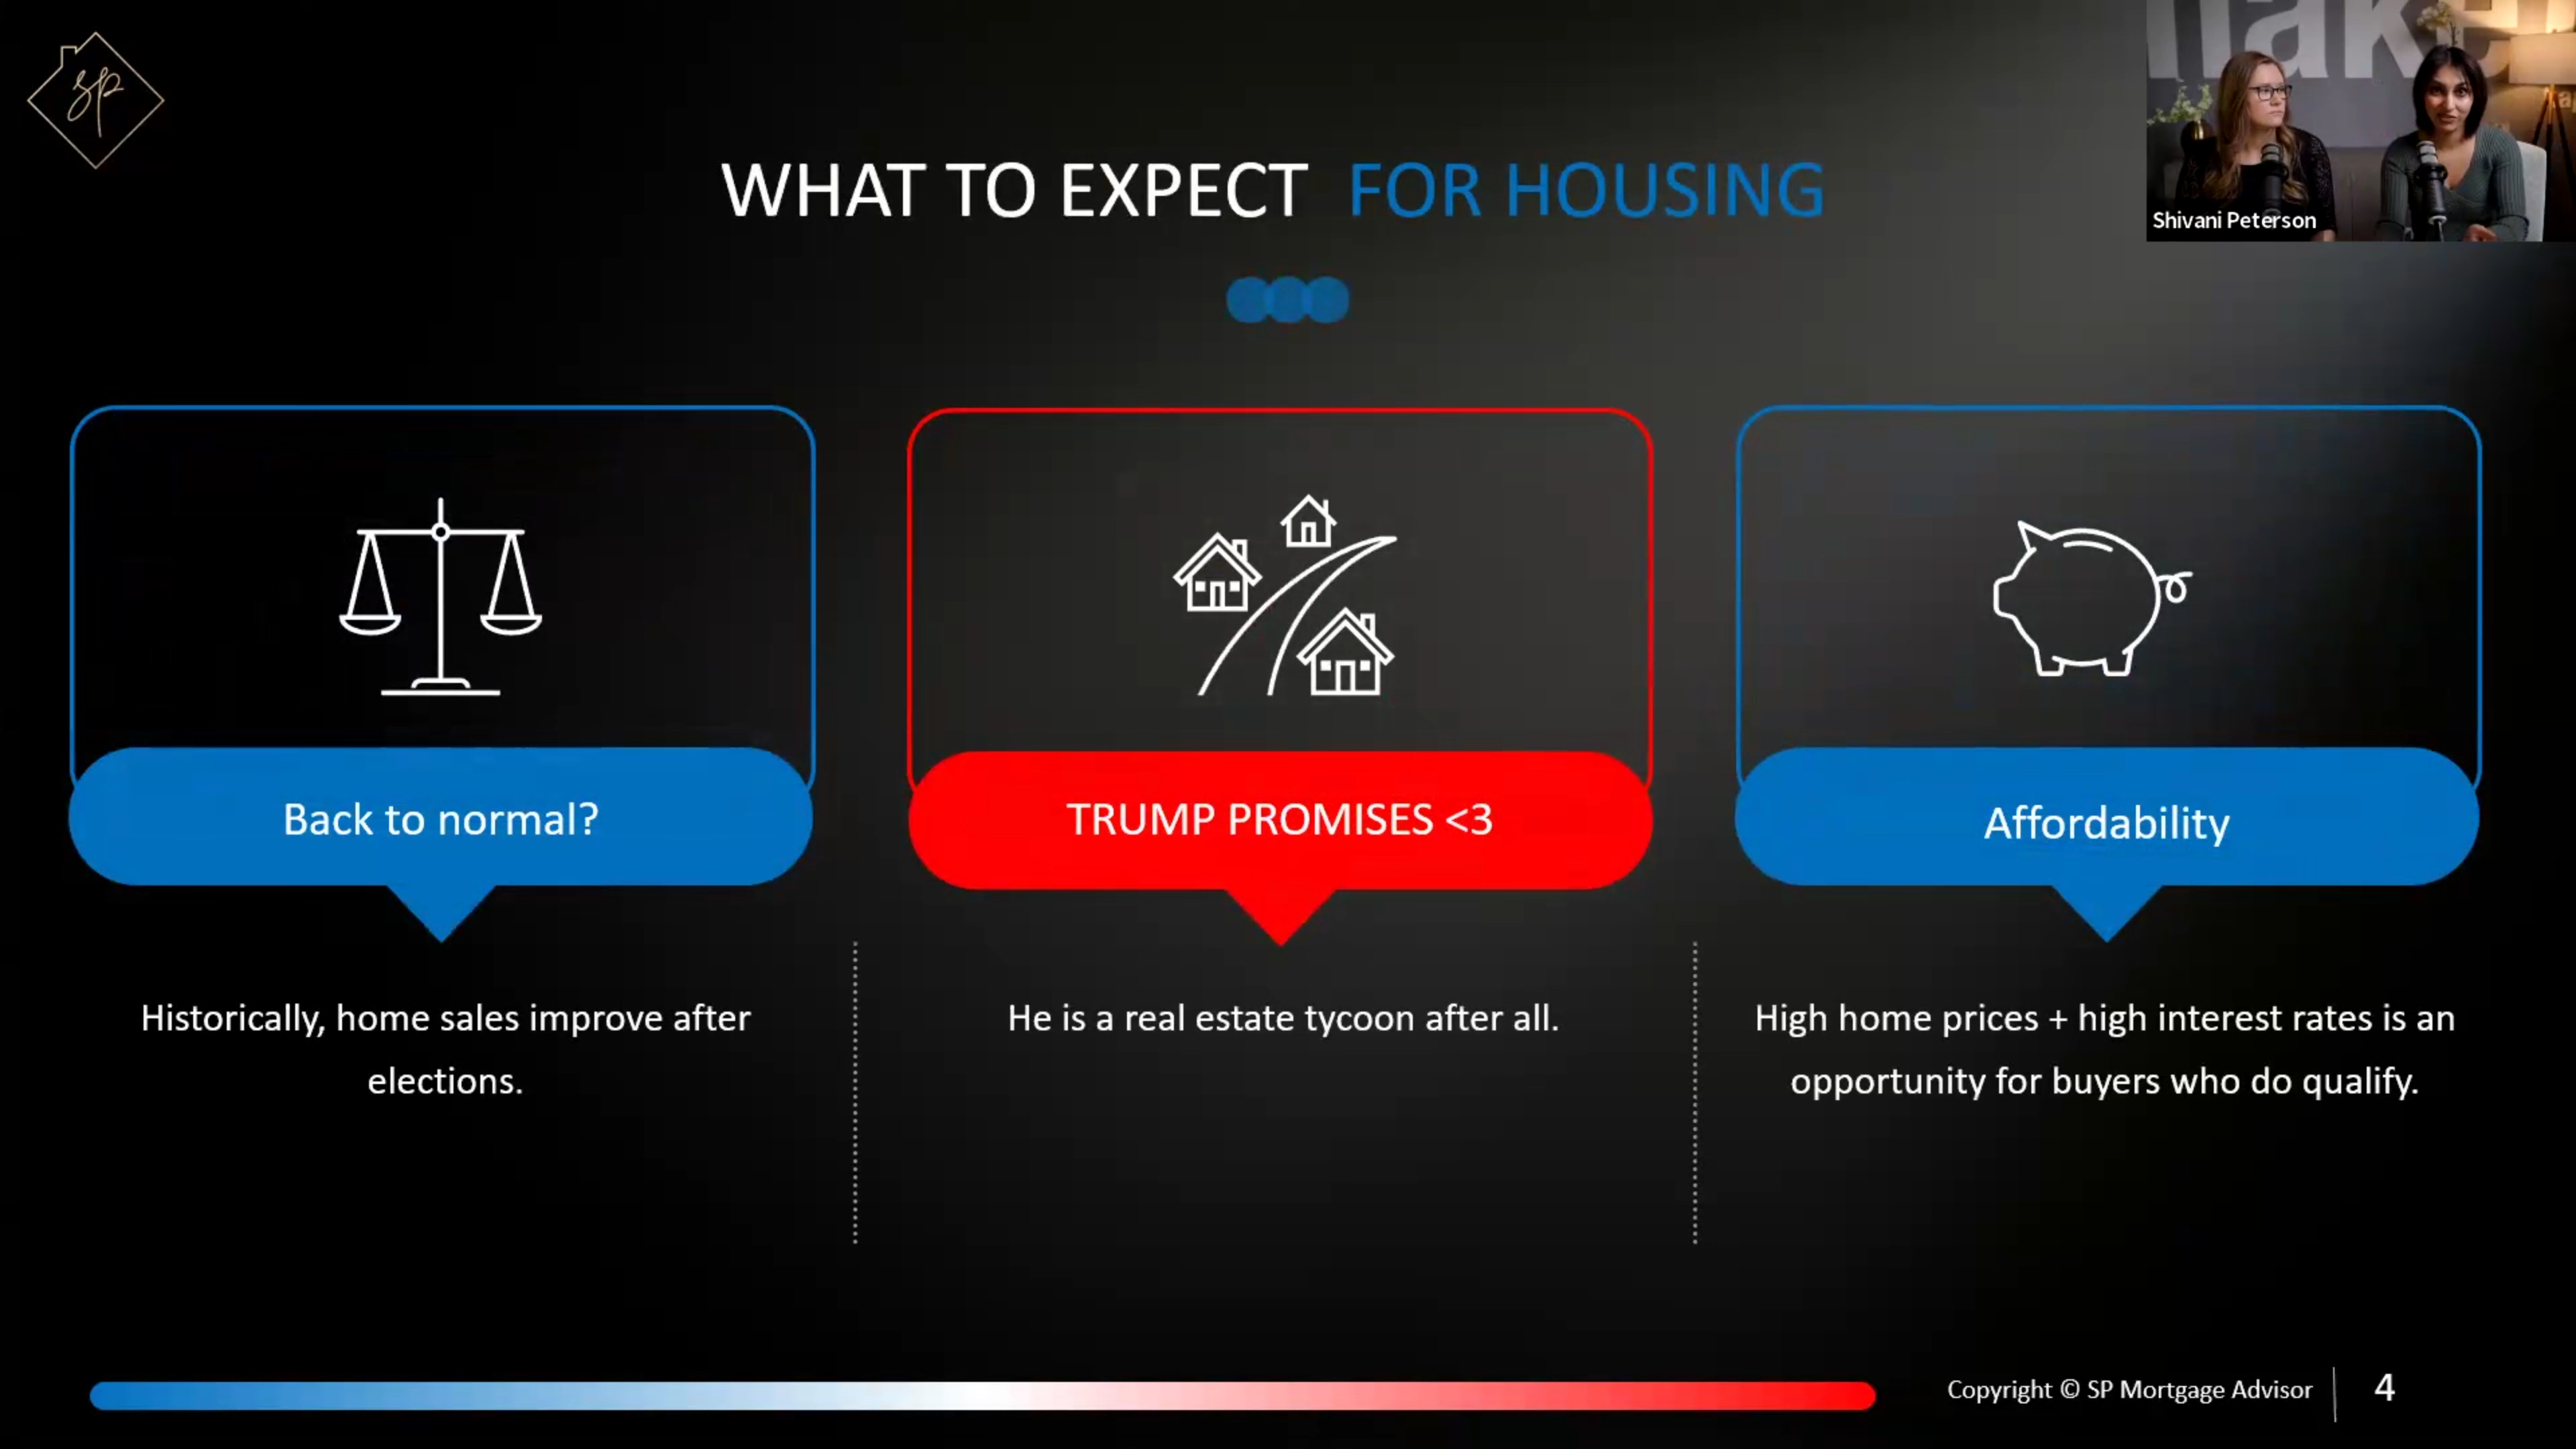 sp
WHAT TO EXPECT FOR HOUSING
Shivani Peterson
Back to normal?
TRUMP PROMISES <3
Affordability
Historically, home sales improve after
elections.
He is a real estate tycoon after all.
High home prices + high interest rates is an
opportunity for buyers who do qualify.
Copyright © SP Mortgage Advisor
4